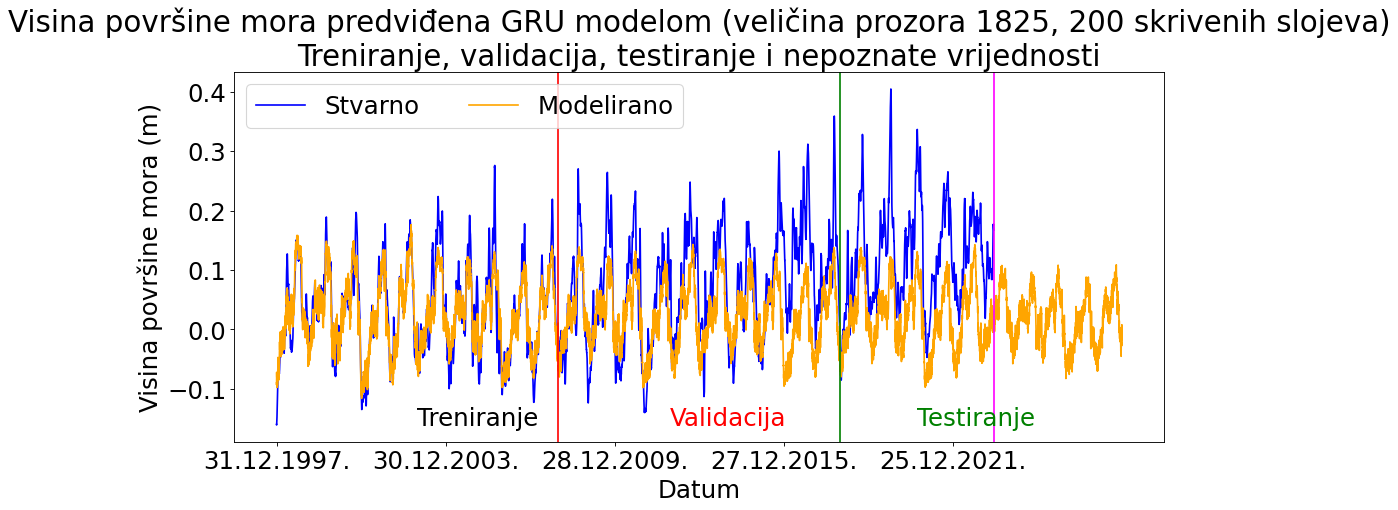 Visina površine mora predviđena GRU modelom (veličina prozora 1825, 200 skrivenih slojeva)
Treniranje, validacija, testiranje i nepoznate vrijednosti
Stvarno Modelirano
Visina površine mora (m)
0.4
0.3
0.2
0.1
0.0
−0.1
Treniranje Validacija Testiranje
31.12.1997. 30.12.2003. 28.12.2009. 27.12.2015. 25.12.2021.
Datum